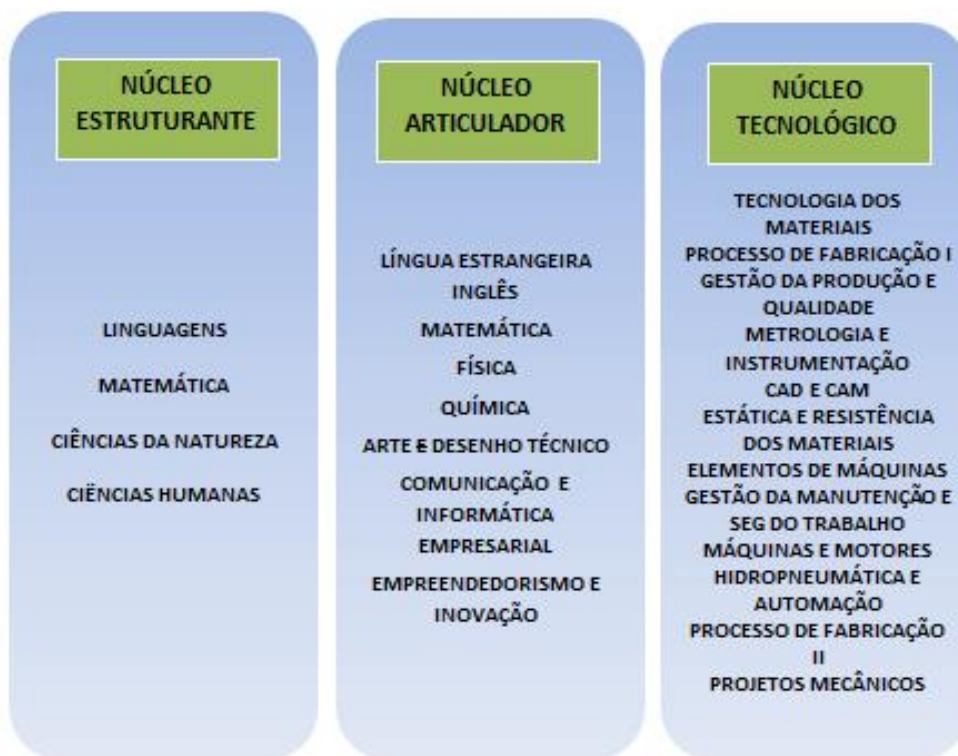 NÚCLEO
ESTRUTURANTE
LINGUAGENS
MATEMÁTICA
CIÊNCIAS DA NATUREZA
CIÊNCIAS HUMANAS
NÚCLEO
ARTICULADOR
LÍNGUA ESTRANGEIRA
INGLÊS
MATEMÁTICA
FÍSICA
QUÍMICA
ARTE E DESENHO TÉCNICO
COMUNICAÇÃO E
INFORMÁTICA
EMPRESARIAL
EMPREENDEDORISMO E
INOVAÇÃO
NÚCLEO
TECNOLÓGICO
TECNOLOGIA DOS
MATERIAIS
PROCESSO DE FABRICAÇÃO I
GESTÃO DA PRODUÇÃO E
QUALIDADE
METROLOGIA E
INSTRUMENTAÇÃO
CAD E CAM
ESTÁTICA E RESISTÊNCIA
DOS MATERIAIS
ELEMENTOS DE MÁQUINAS
GESTÃO DA MANUTENÇÃO E
SEG DO TRABALHO
MÁQUINAS E MOTORES
HIDROPNEUMÁTICA E
AUTOMAÇÃO
PROCESSO DE FABRICAÇÃO
II
PROJETOS MECÂNICOS